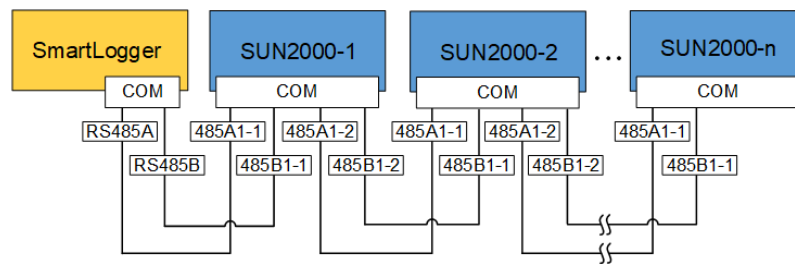 SmartLogger
SUN2000-1
SUN2000-2
...
SUN2000-n
COM
COM
COM
COM
RS485A
485A1-1
485A1-2
485A1-1
485A1-2
485A1-1
RS485B
485B1-1
485B1-2
485B1-1
485B1-2
485B1-1